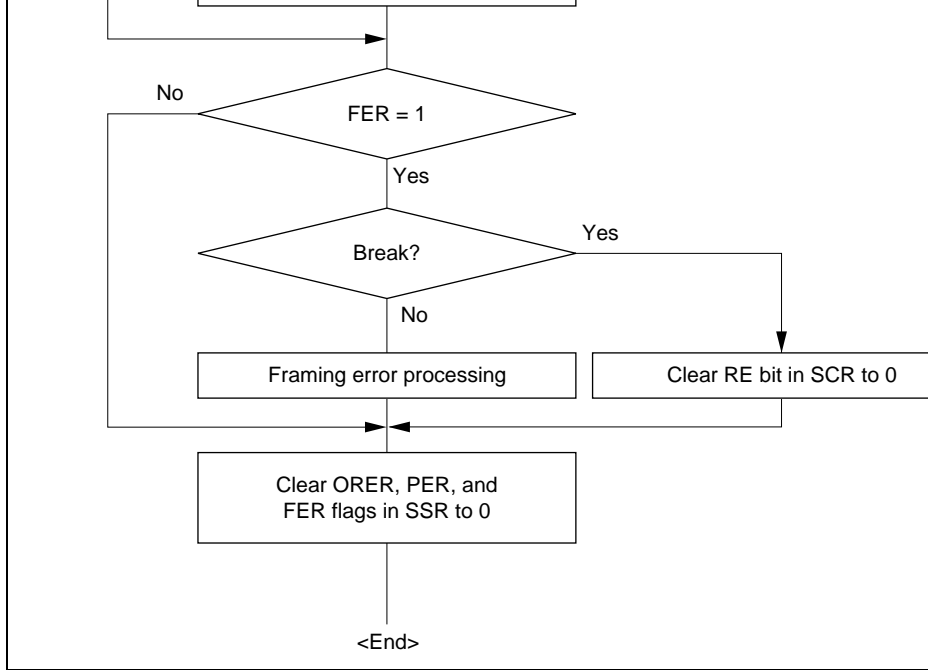 No
FER = 1
Yes
Break?
Yes
No
Framing error processing
Clear RE bit in SCR to 0
Clear ORER, PER, and
FER flags in SSR to 0
<End>